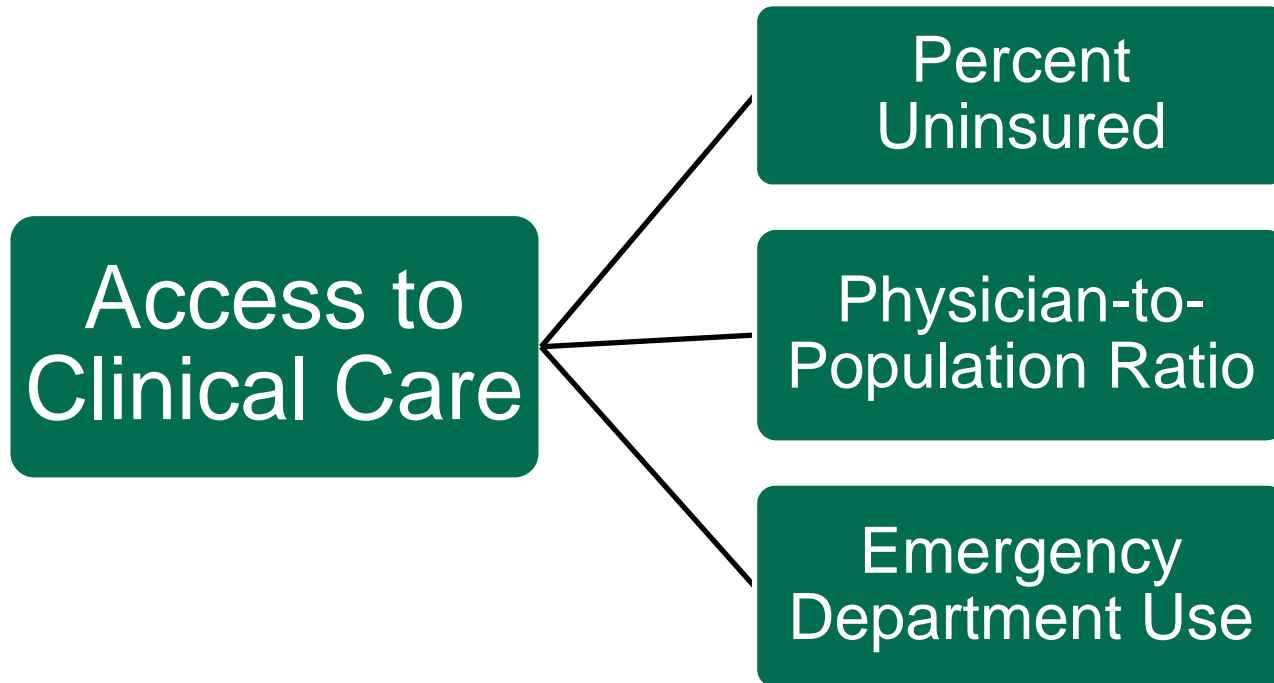 Access to
Clinical Care
Percent
Uninsured
Physician-to-
Population Ratio
Emergency
Department Use